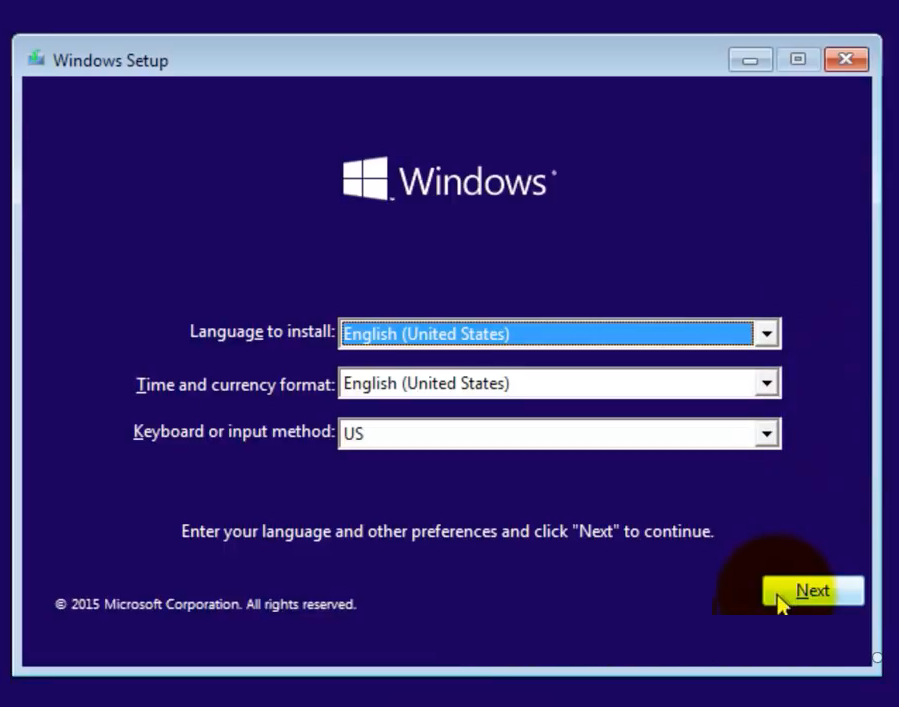 Windows Setup
Windows
Language to install: English (United States)
Time and currency format: English (United States)
Keyboard or input method: US
Enter your language and other preferences and click "Next" to continue.
Next
© 2015 Microsoft Corporation. All rights reserved.